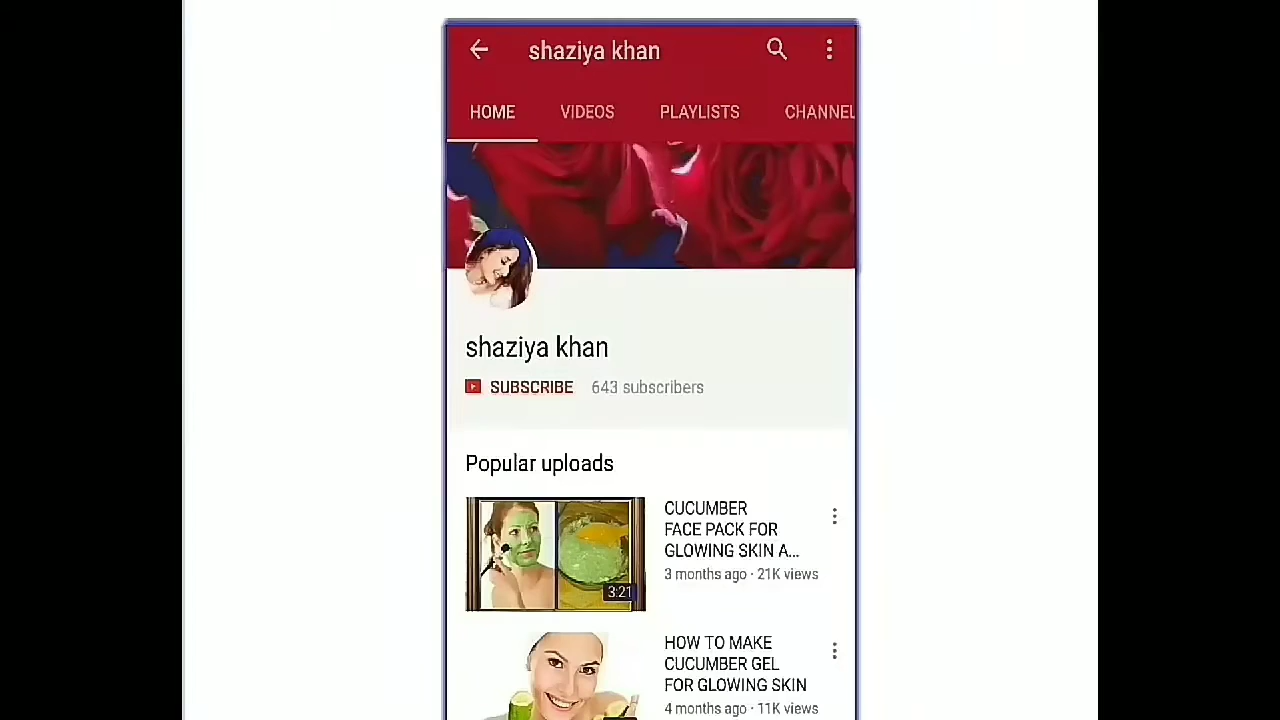 shaziya khan
HOME VIDEOS PLAYLISTS CHANNEL
shaziya khan
SUBSCRIBE 643 subscribers
Popular uploads
CUCUMBER
FACE PACK FOR
GLOWING SKIN A...
3 months ago · 21K views
3:21
HOW TO MAKE
CUCUMBER GEL
FOR GLOWING SKIN
4 months ago · 11K views